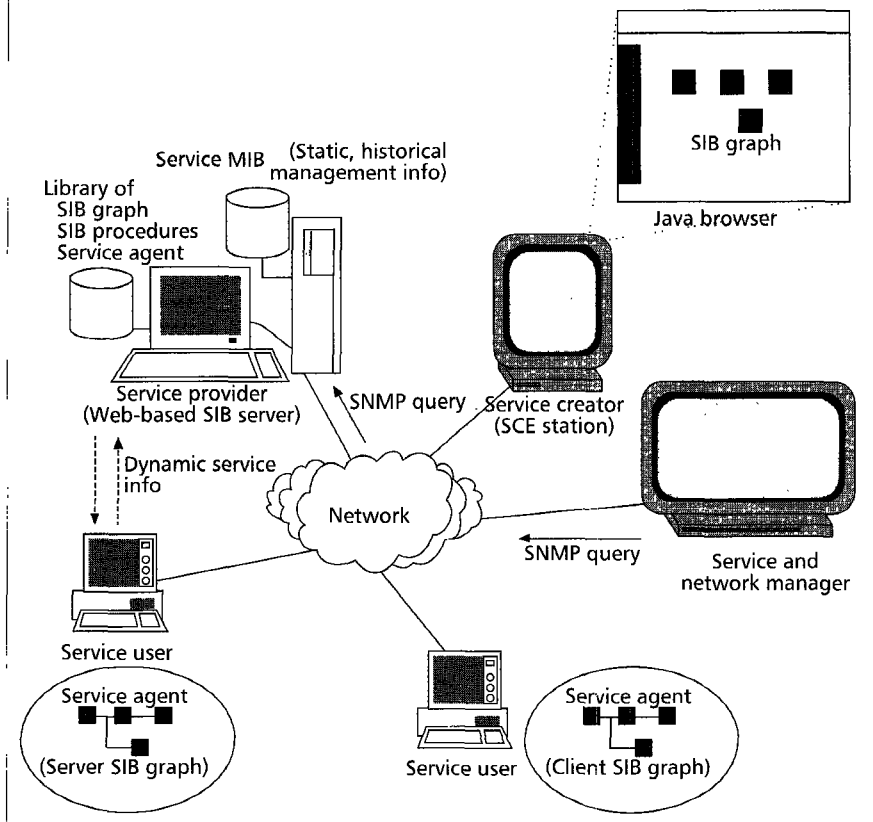 SIB graph
Java browser
Service MIB
(Static, historical
management info)
Library of
SIB graph
SIB procedures
Service agent
Service provider
(Web-based SIB server)
SNMP query
Service creator
(SCE station)
Dynamic service
info
Network
SNMP query
Service and
network manager
Service user
Service agent
(Server SIB graph)
Service user
Service agent
(Client SIB graph)